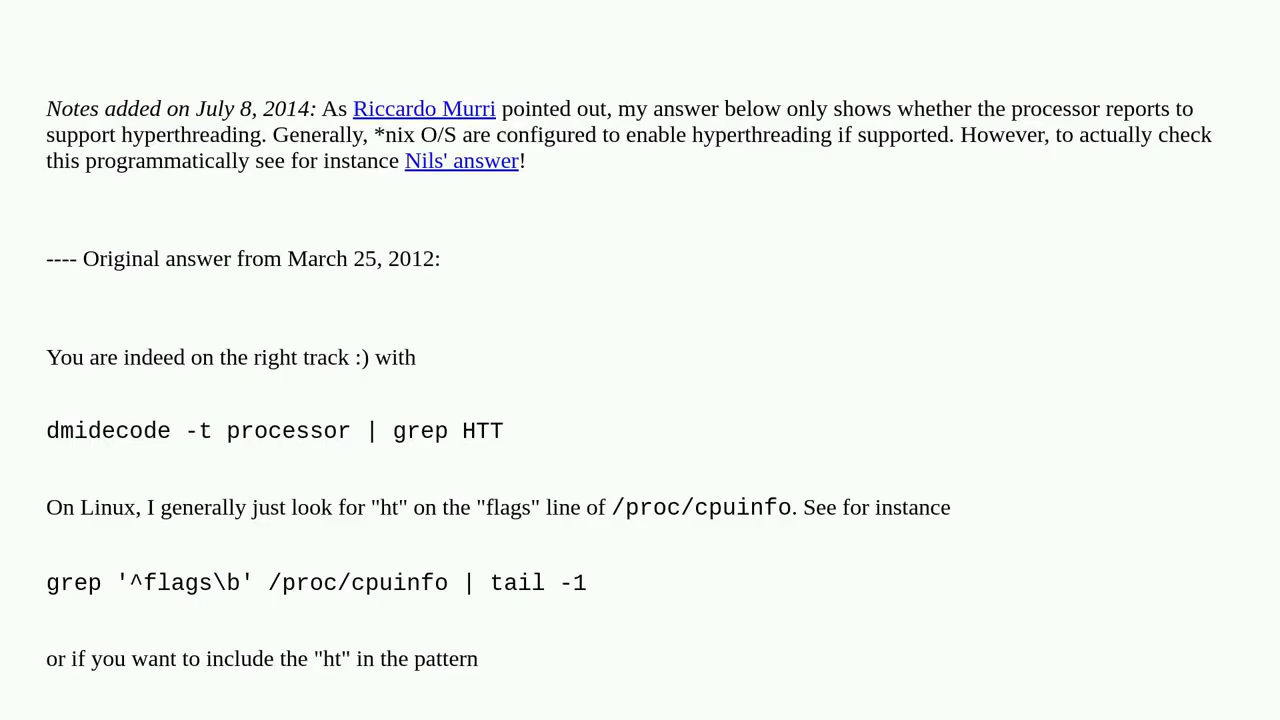 Notes added on July 8, 2014: As Riccardo Murri pointed out, my answer below only shows whether the processor reports to
support hyperthreading. Generally, *nix O/S are configured to enable hyperthreading if supported. However, to actually check
this programmatically see for instance Nils' answer!
---- Original answer from March 25, 2012:
You are indeed on the right track :) with
dmidecode -t processor | grep HTT
On Linux, I generally just look for "ht" on the "flags" line of /proc/cpuinfo. See for instance
grep '^flags\b' /proc/cpuinfo | tail -1
or if you want to include the "ht" in the pattern